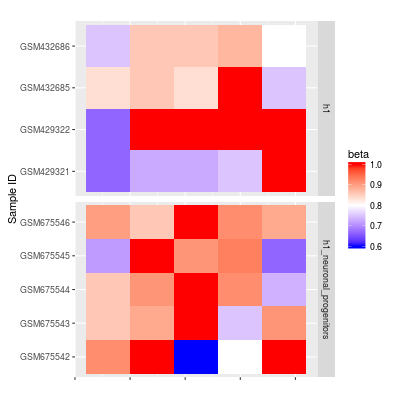 Sample ID
GSM432686
GSM432685
GSM429322
GSM429321
h1
GSM675546
GSM675545
GSM675544
GSM675543
GSM675542
h1_neuronal_progenitors
beta
1.0
0.9
0.8
0.7
0.6